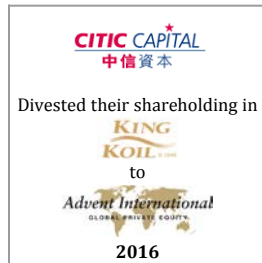 CITIC CAPITAL
中信資本
Divested their shareholding in
KING
KOIL
to
Advent International
GLOBAL PRIVATE EQUITY
2016